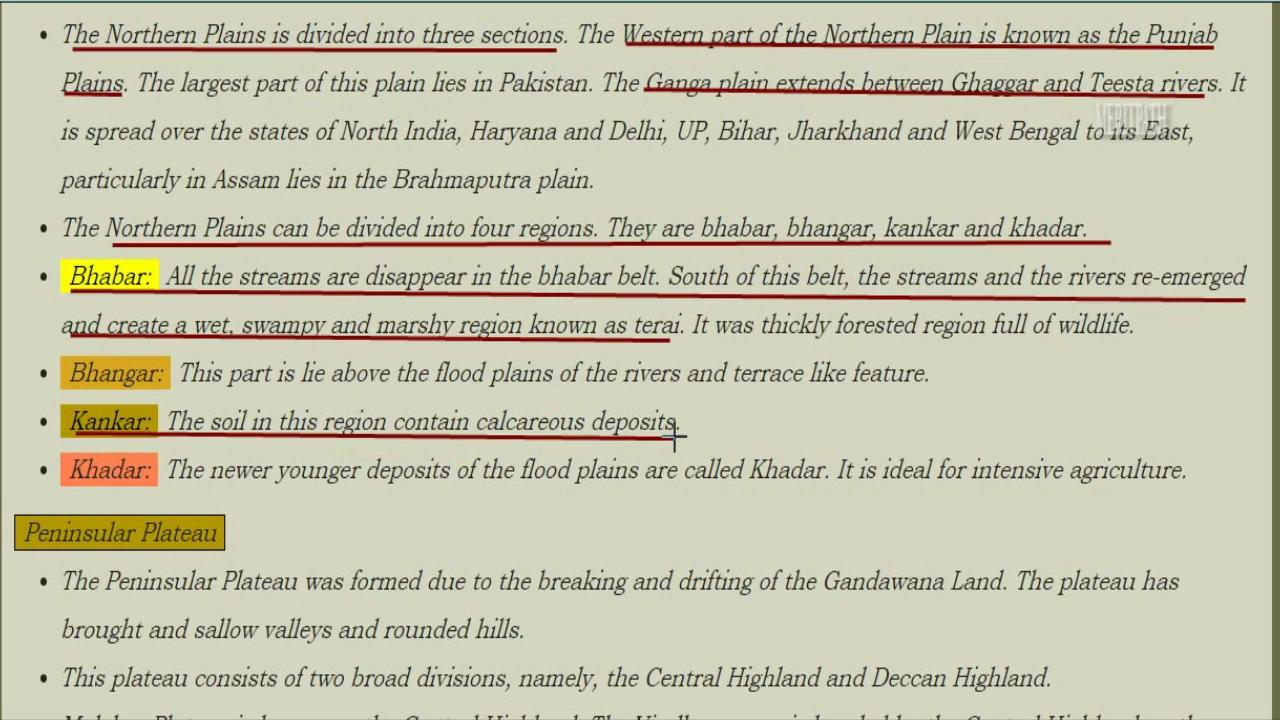 • The Northern Plains is divided into three sections. The Western part of the Northern Plain is known as the Punjab
Plains. The largest part of this plain lies in Pakistan. The Ganga plain extends between Ghaggar and Teesta rivers. It
is spread over the states of North India, Haryana and Delhi, UP, Bihar, Jharkhand and West Bengal to its East,
particularly in Assam lies in the Brahmaputra plain.
• The Northern Plains can be divided into four regions. They are bhabar, bhangar, kankar and khadar.
• Bhabar: All the streams are disappear in the bhabar belt. South of this belt, the streams and the rivers re-emerged
and create a wet, swampy and marshy region known as terai. It was thickly forested region full of wildlife.
• Bhangar: This part is lie above the flood plains of the rivers and terrace like feature.
• Kankar: The soil in this region contain calcareous deposits.
• Khadar: The newer younger deposits of the flood plains are called Khadar. It is ideal for intensive agriculture.
Peninsular Plateau
• The Peninsular Plateau was formed due to the breaking and drifting of the Gandawana Land. The plateau has
brought and sallow valleys and rounded hills.
• This plateau consists of two broad divisions, namely, the Central Highland and Deccan Highland.